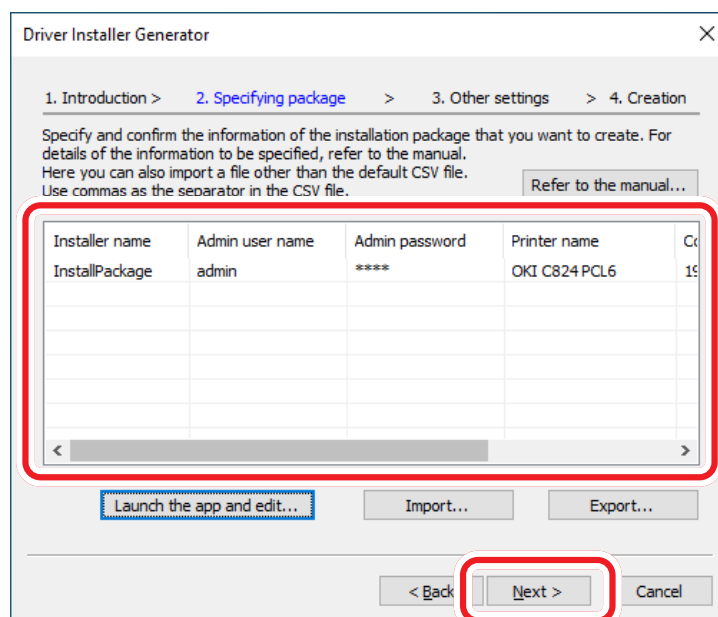 Driver Installer Generator
1. Introduction > 2. Specifying package > 3. Other settings > 4. Creation
Specify and confirm the information of the installation package that you want to create. For
details of the information to be specified, refer to the manual.
Here you can also import a file other than the default CSV file.
Use commas as the separator in the CSV file.
Refer to the manual...
Installer name Admin user name Admin password Printer name
InstallPackage admin **** OKI C824 PCL6
Launch the app and edit... Import... Export...
< Back Next > Cancel